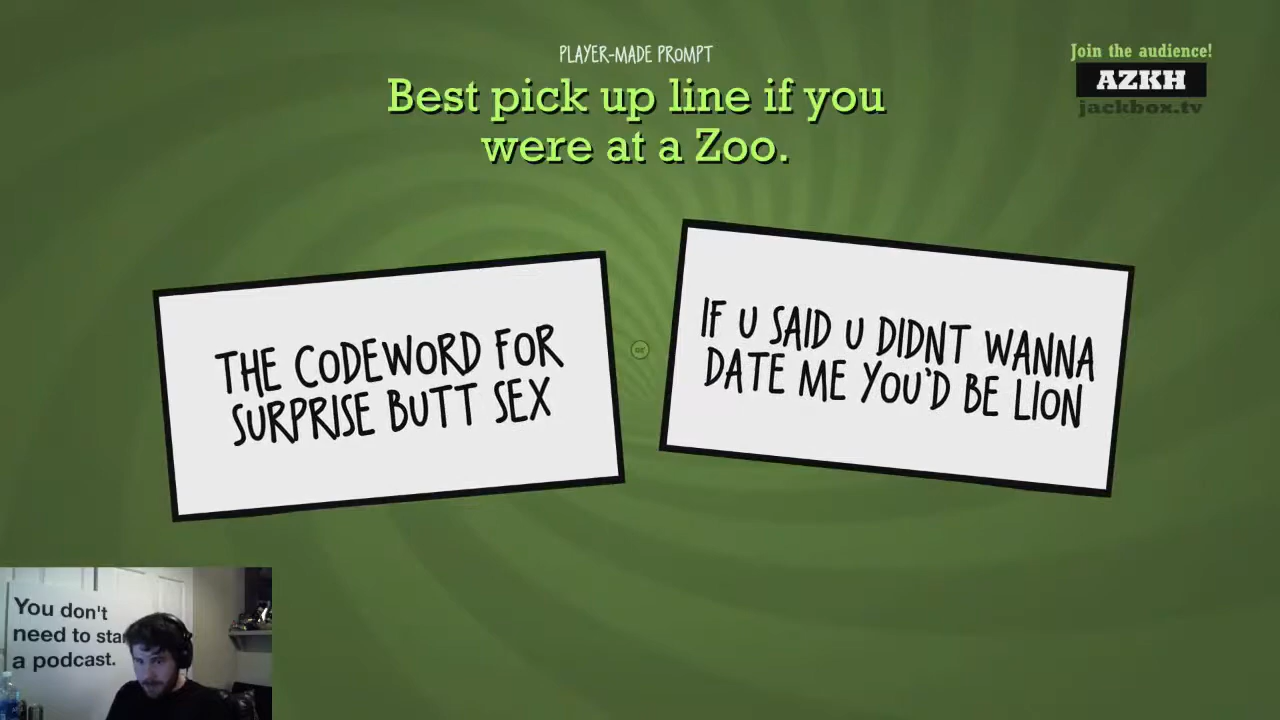 PLAYER-MADE PROMPT
Best pick up line if you
were at a Zoo.
Join the audience!
AZKH
jackbox.tv
THE CODEWORD FOR
SURPRISE BUTT SEX
OR
IF U SAID U DIDNT WANNA
DATE ME YOU'D BE LION
You don't
need to sta
a podcast.